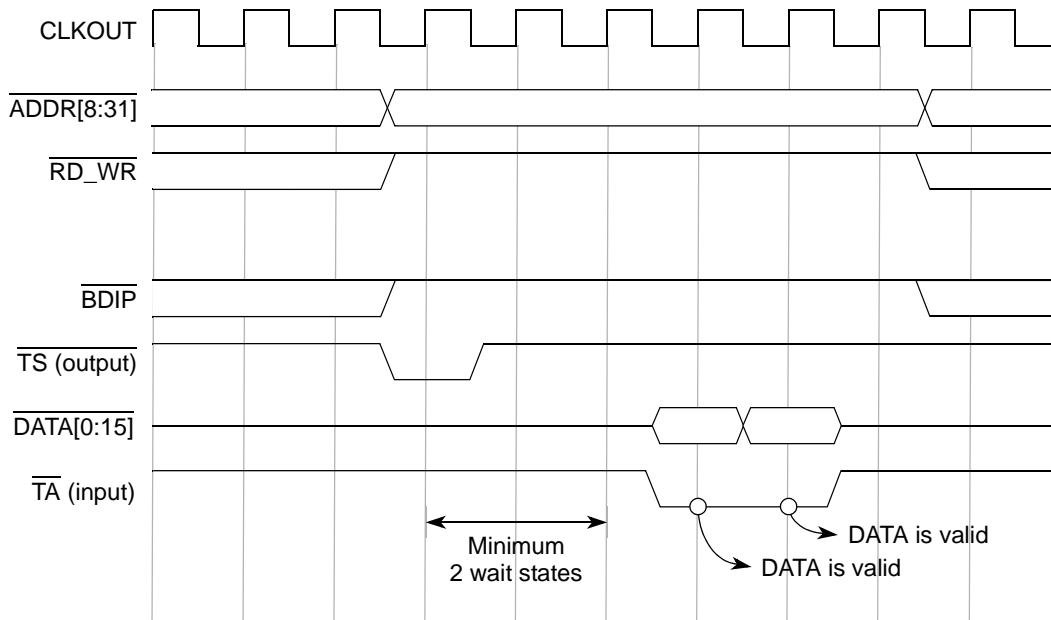 CLKOUT
ADDR[8:31]
RD_WR
BDIP
TS (output)
DATA[0:15]
TA (input)
Minimum
2 wait states
DATA is valid
DATA is valid